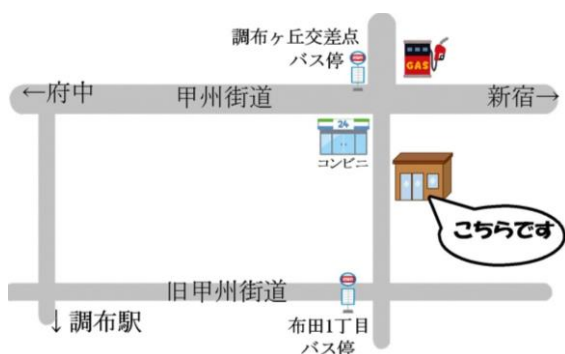 調布ヶ丘交差点
バス停
GAS
←府中
甲州街道
新宿→
24
コンビニ
こちらです
旧甲州街道
↓調布駅
布田1丁目
バス停